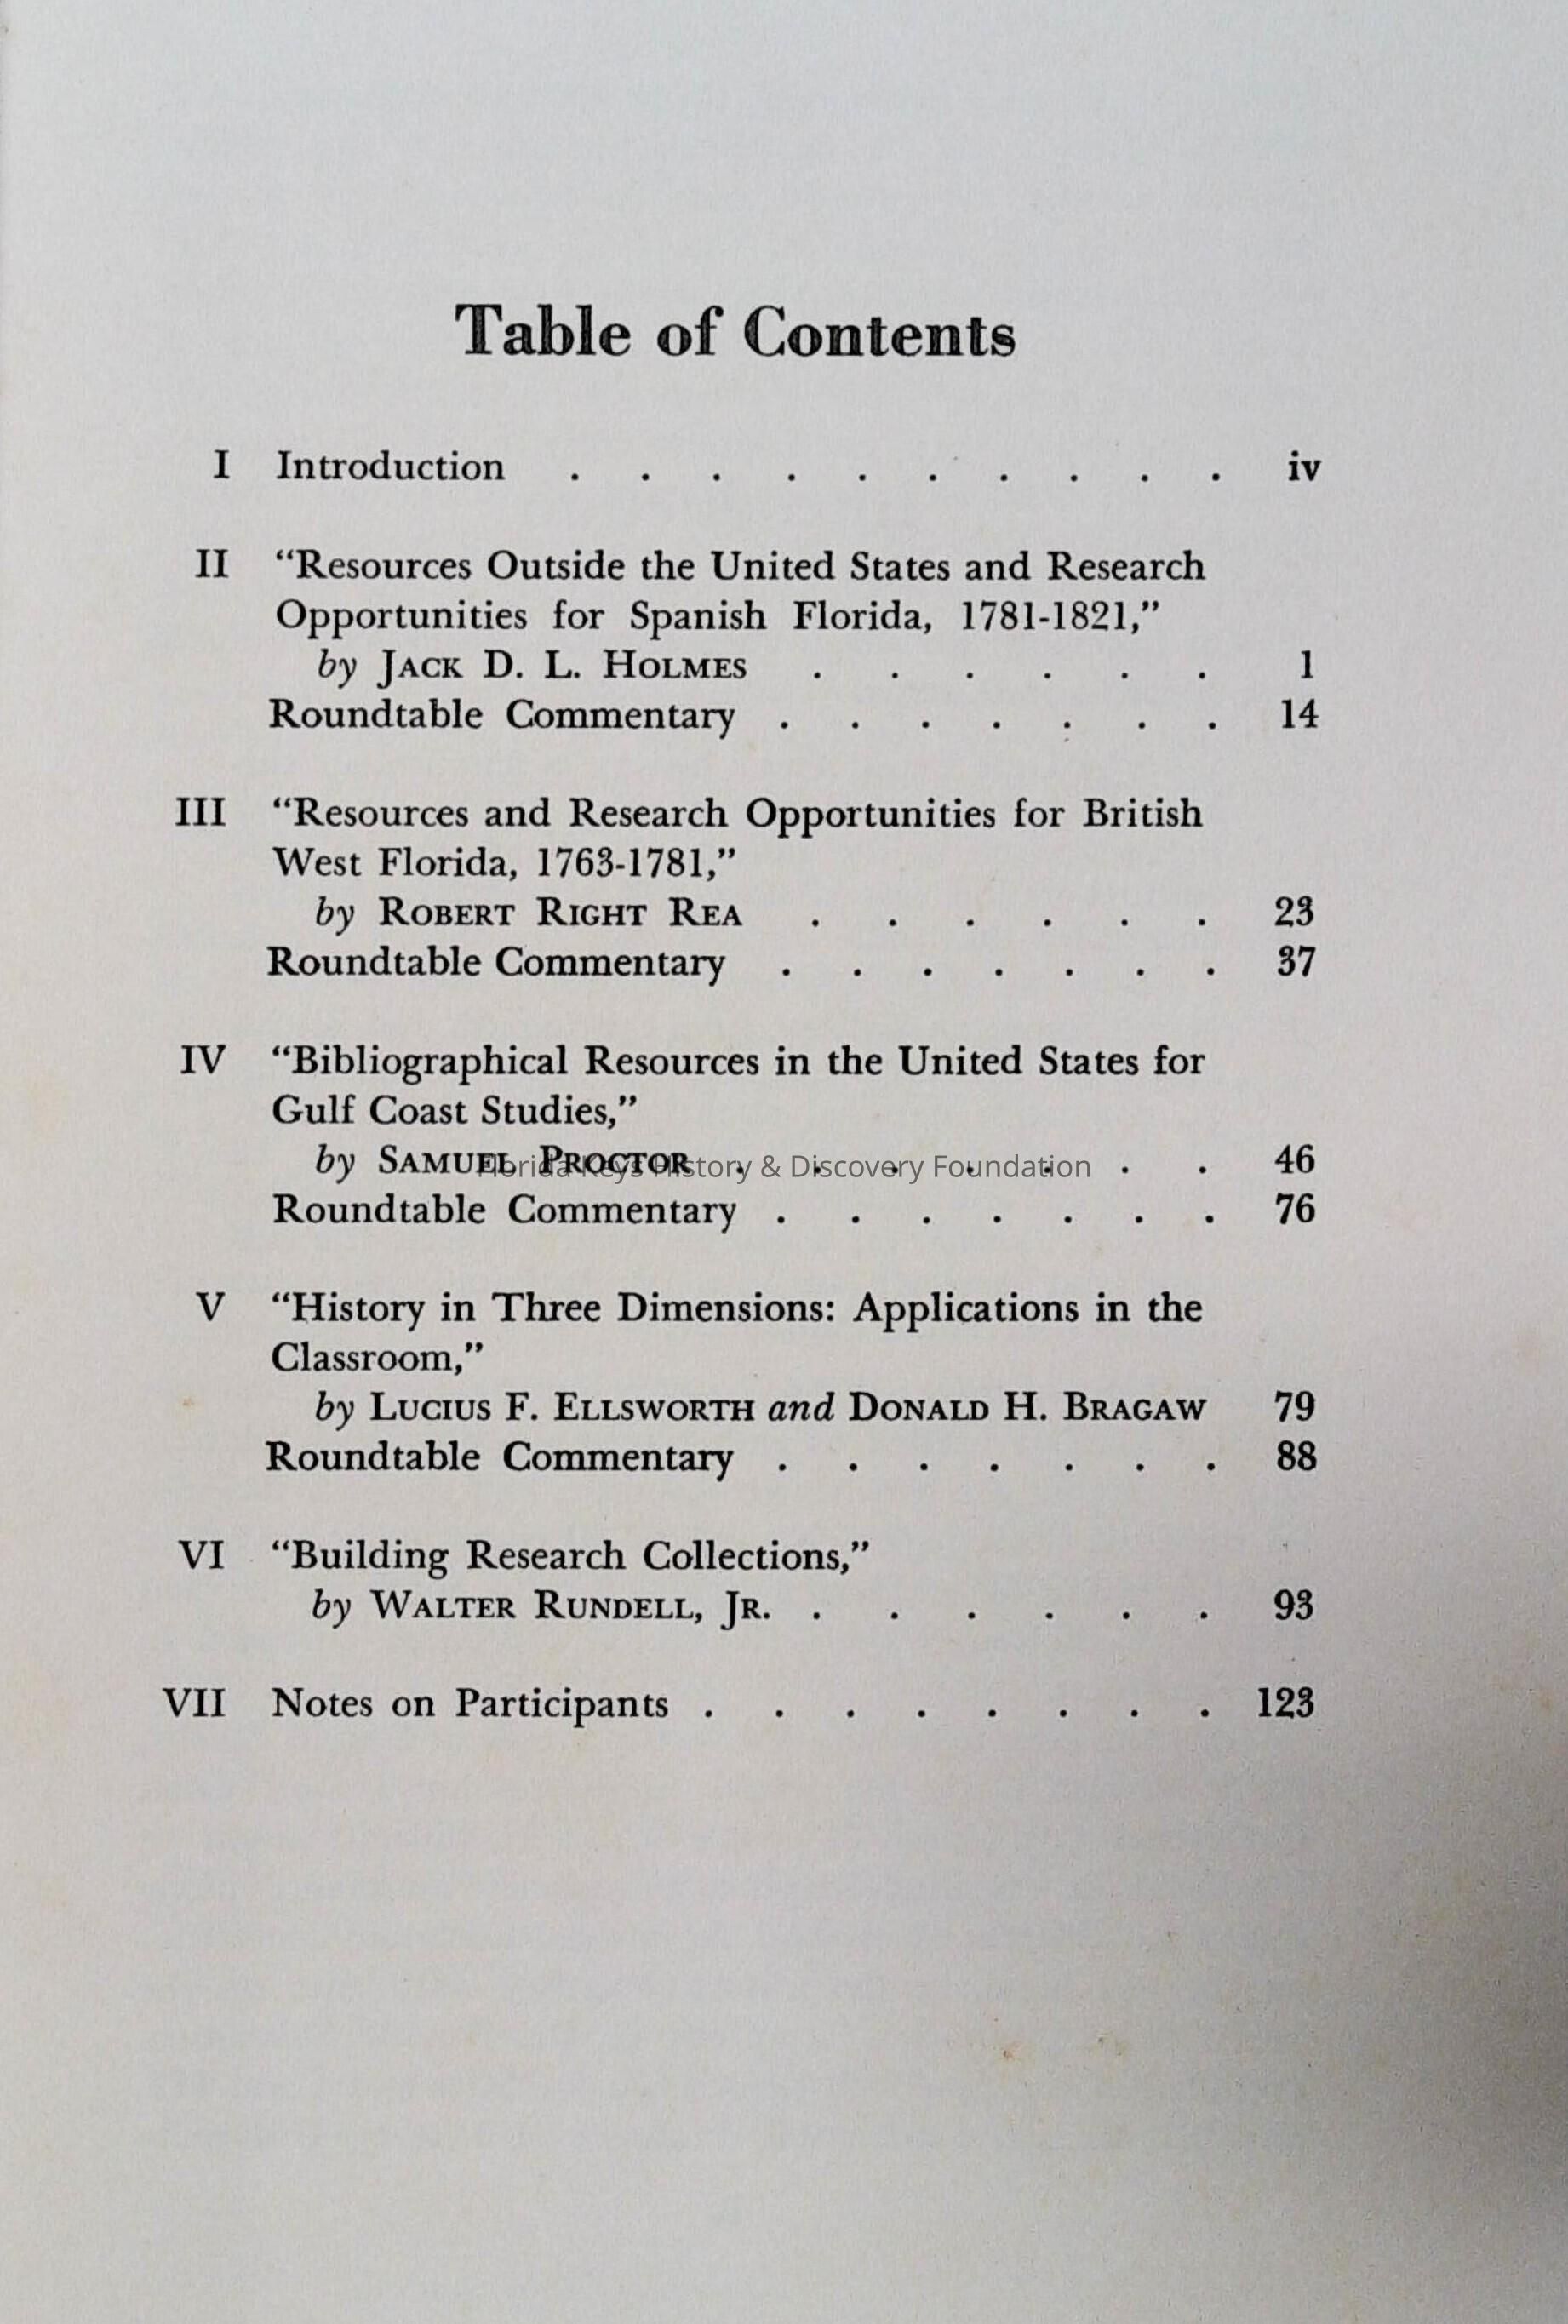 Table of Contents
I Introduction . . . . . . . . . . iv
II “Resources Outside the United States and Research
Opportunities for Spanish Florida, 1781-1821,”
by JACK D. L. HOLMES . . . . . . 1
Roundtable Commentary . . . . . . . 14
III “Resources and Research Opportunities for British
West Florida, 1763-1781,”
by ROBERT RIGHT REA . . . . . . 23
Roundtable Commentary . . . . . . . 37
IV “Bibliographical Resources in the United States for
Gulf Coast Studies,”
by SAMUEL PROCTOR . . . . . . . 46
Florida Keys History & Discovery Foundation
Roundtable Commentary . . . . . . . 76
V “History in Three Dimensions: Applications in the
Classroom,”
by LUCIUS F. ELLSWORTH and DONALD H. BRAGAW 79
Roundtable Commentary . . . . . . . 88
VI “Building Research Collections,”
by WALTER RUNDELL, JR. . . . . . . 93
VII Notes on Participants . . . . . . . . 123